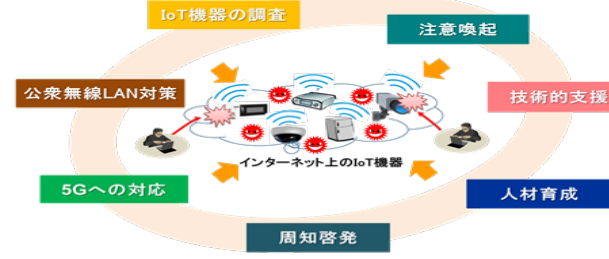 IoT機器の調査
注意喚起
公衆無線LAN対策
技術的支援
インターネット上のIoT機器
5Gへの対応
人材育成
周知啓発